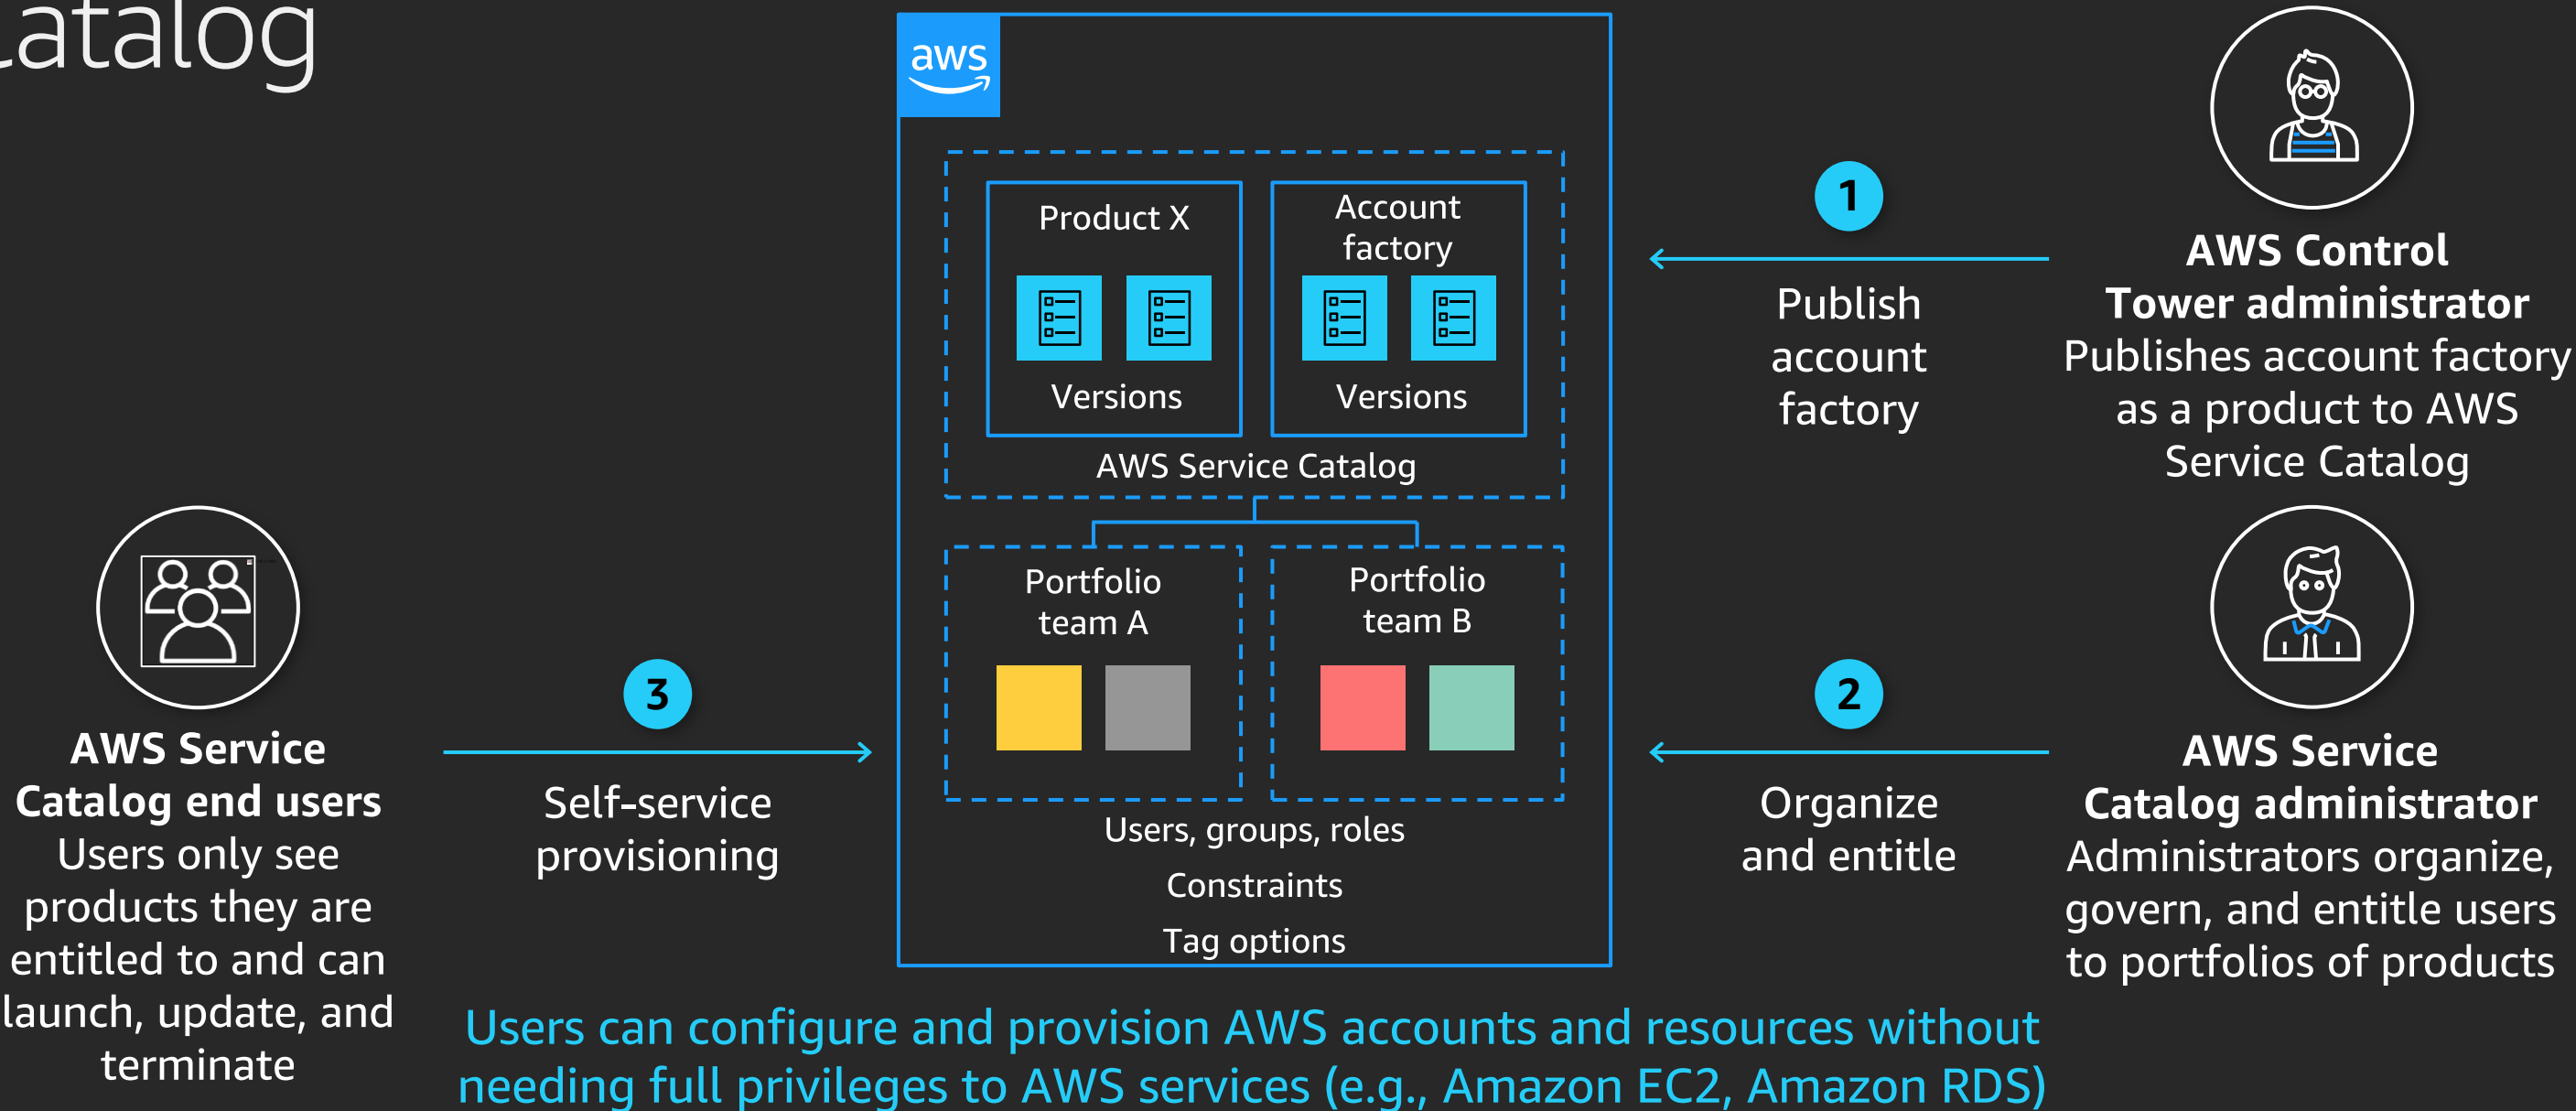 Catalog
aws
Product X
Versions
Account
factory
Versions
AWS Service Catalog
Portfolio
team A
Portfolio
team B
Users, groups, roles
Constraints
Tag options
1
Publish
account
factory
AWS Control
Tower administrator
Publishes account factory
as a product to AWS
Service Catalog
2
Organize
and entitle
AWS Service
Catalog administrator
Administrators organize,
govern, and entitle users
to portfolios of products
3
Self-service
provisioning
AWS Service
Catalog end users
Users only see
products they are
entitled to and can
launch, update, and
terminate
Users can configure and provision AWS accounts and resources without
needing full privileges to AWS services (e.g., Amazon EC2, Amazon RDS)